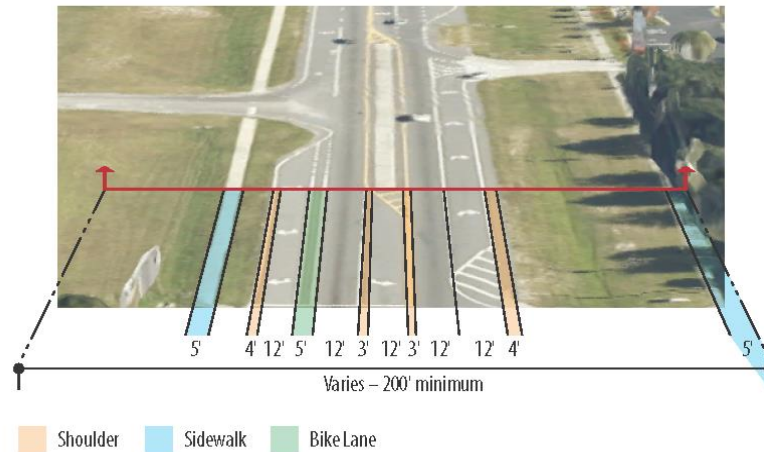 5' 4' 12' 5' 12' 3' 12' 3' 12' 12' 4' 5'
Varies – 200' minimum
Shoulder Sidewalk Bike Lane